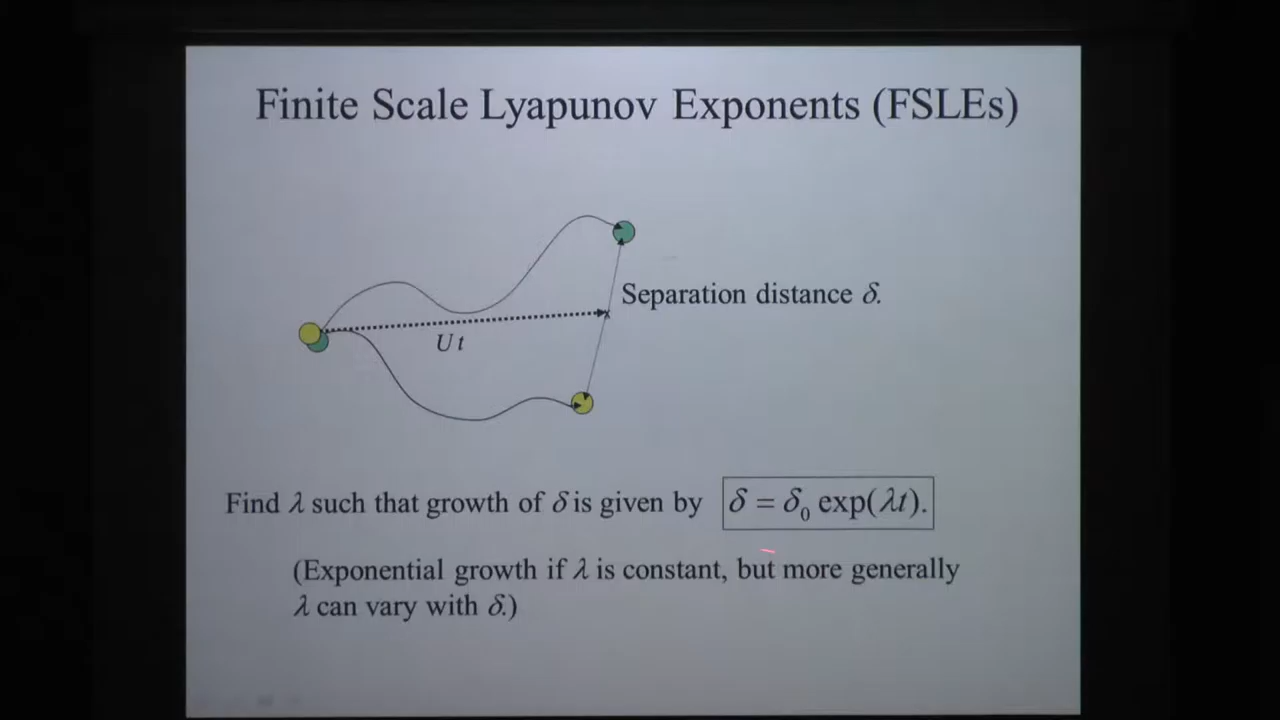 Finite Scale Lyapunov Exponents (FSLEs)
Separation distance δ.
U t
Find λ such that growth of δ is given by δ = δ₀ exp(λt).
(Exponential growth if λ is constant, but more generally
λ can vary with δ.)